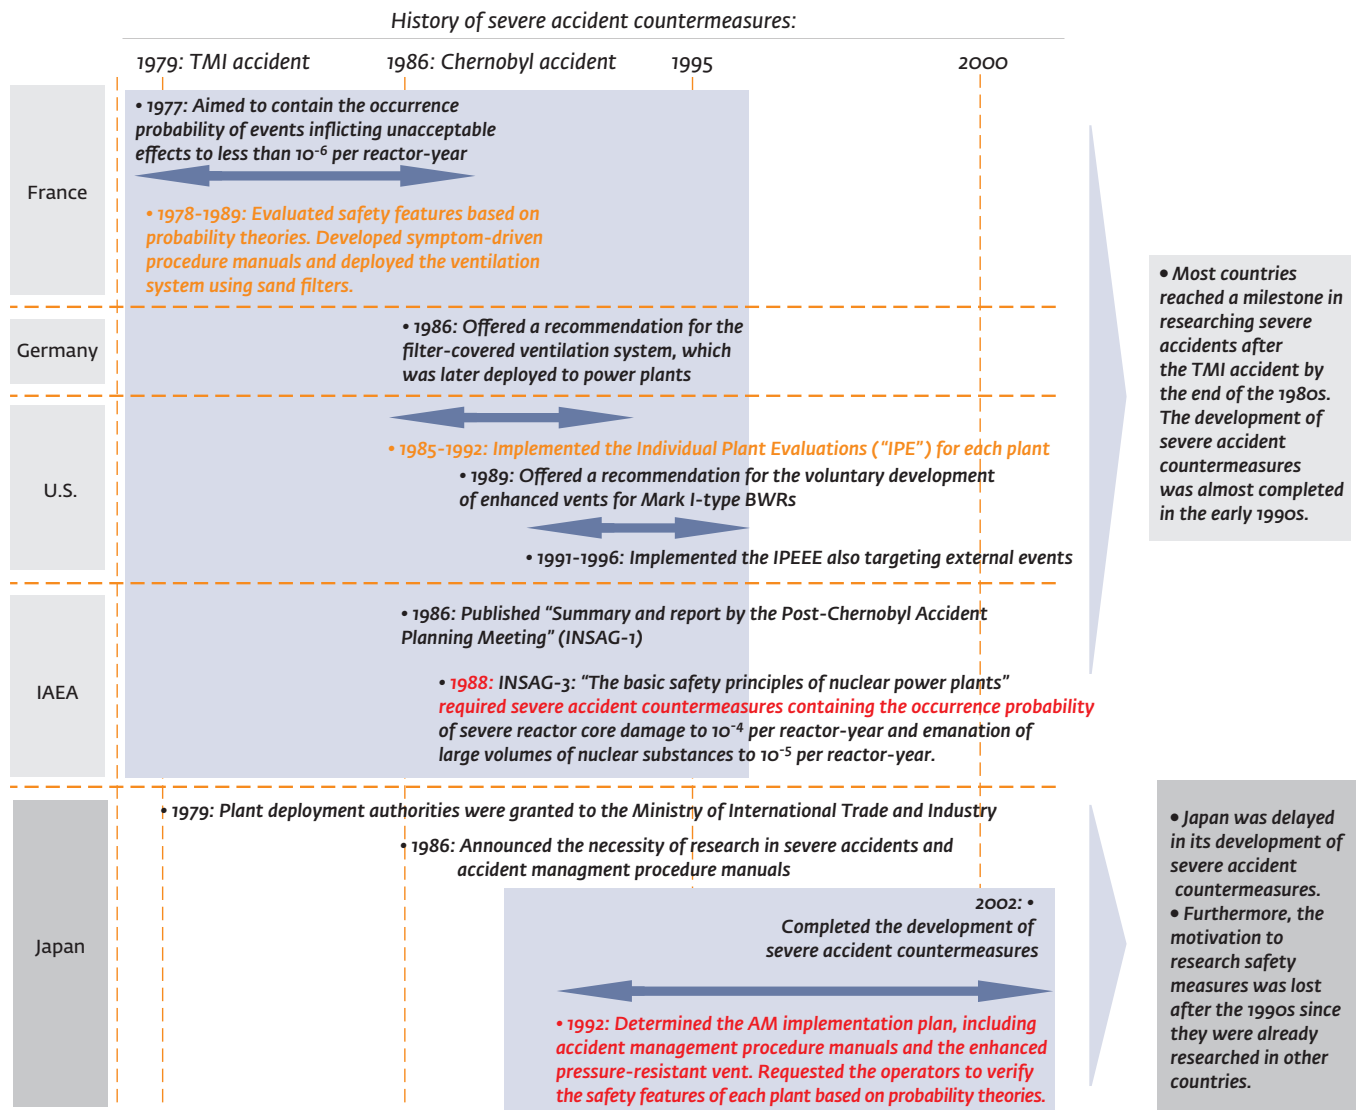 History of severe accident countermeasures:
1979: TMI accident
1986: Chernobyl accident
1995
2000
France
• 1977: Aimed to contain the occurrence
probability of events inflicting unacceptable
effects to less than 10-6 per reactor-year
• 1978-1989: Evaluated safety features based on
probability theories. Developed symptom-driven
procedure manuals and deployed the ventilation
system using sand filters.
Germany
• 1986: Offered a recommendation for the
filter-covered ventilation system, which
was later deployed to power plants
U.S.
• 1985-1992: Implemented the Individual Plant Evaluations (“IPE”) for each plant
• 1989: Offered a recommendation for the voluntary development
of enhanced vents for Mark I-type BWRs
• 1991-1996: Implemented the IPEEE also targeting external events
IAEA
• 1986: Published “Summary and report by the Post-Chernobyl Accident
Planning Meeting” (INSAG-1)
• 1988: INSAG-3: “The basic safety principles of nuclear power plants”
required severe accident countermeasures containing the occurrence probability
of severe reactor core damage to 10-4 per reactor-year and emanation of
large volumes of nuclear substances to 10-5 per reactor-year.
• Most countries
reached a milestone in
researching severe
accidents after
the TMI accident by
the end of the 1980s.
The development of
severe accident
countermeasures
was almost completed
in the early 1990s.
Japan
• 1979: Plant deployment authorities were granted to the Ministry of International Trade and Industry
• 1986: Announced the necessity of research in severe accidents and
accident managment procedure manuals
2002: •
Completed the development of
severe accident countermeasures
• 1992: Determined the AM implementation plan, including
accident management procedure manuals and the enhanced
pressure-resistant vent. Requested the operators to verify
the safety features of each plant based on probability theories.
• Japan was delayed
in its development of
severe accident
countermeasures.
• Furthermore, the
motivation to
research safety
measures was lost
after the 1990s since
they were already
researched in other
countries.